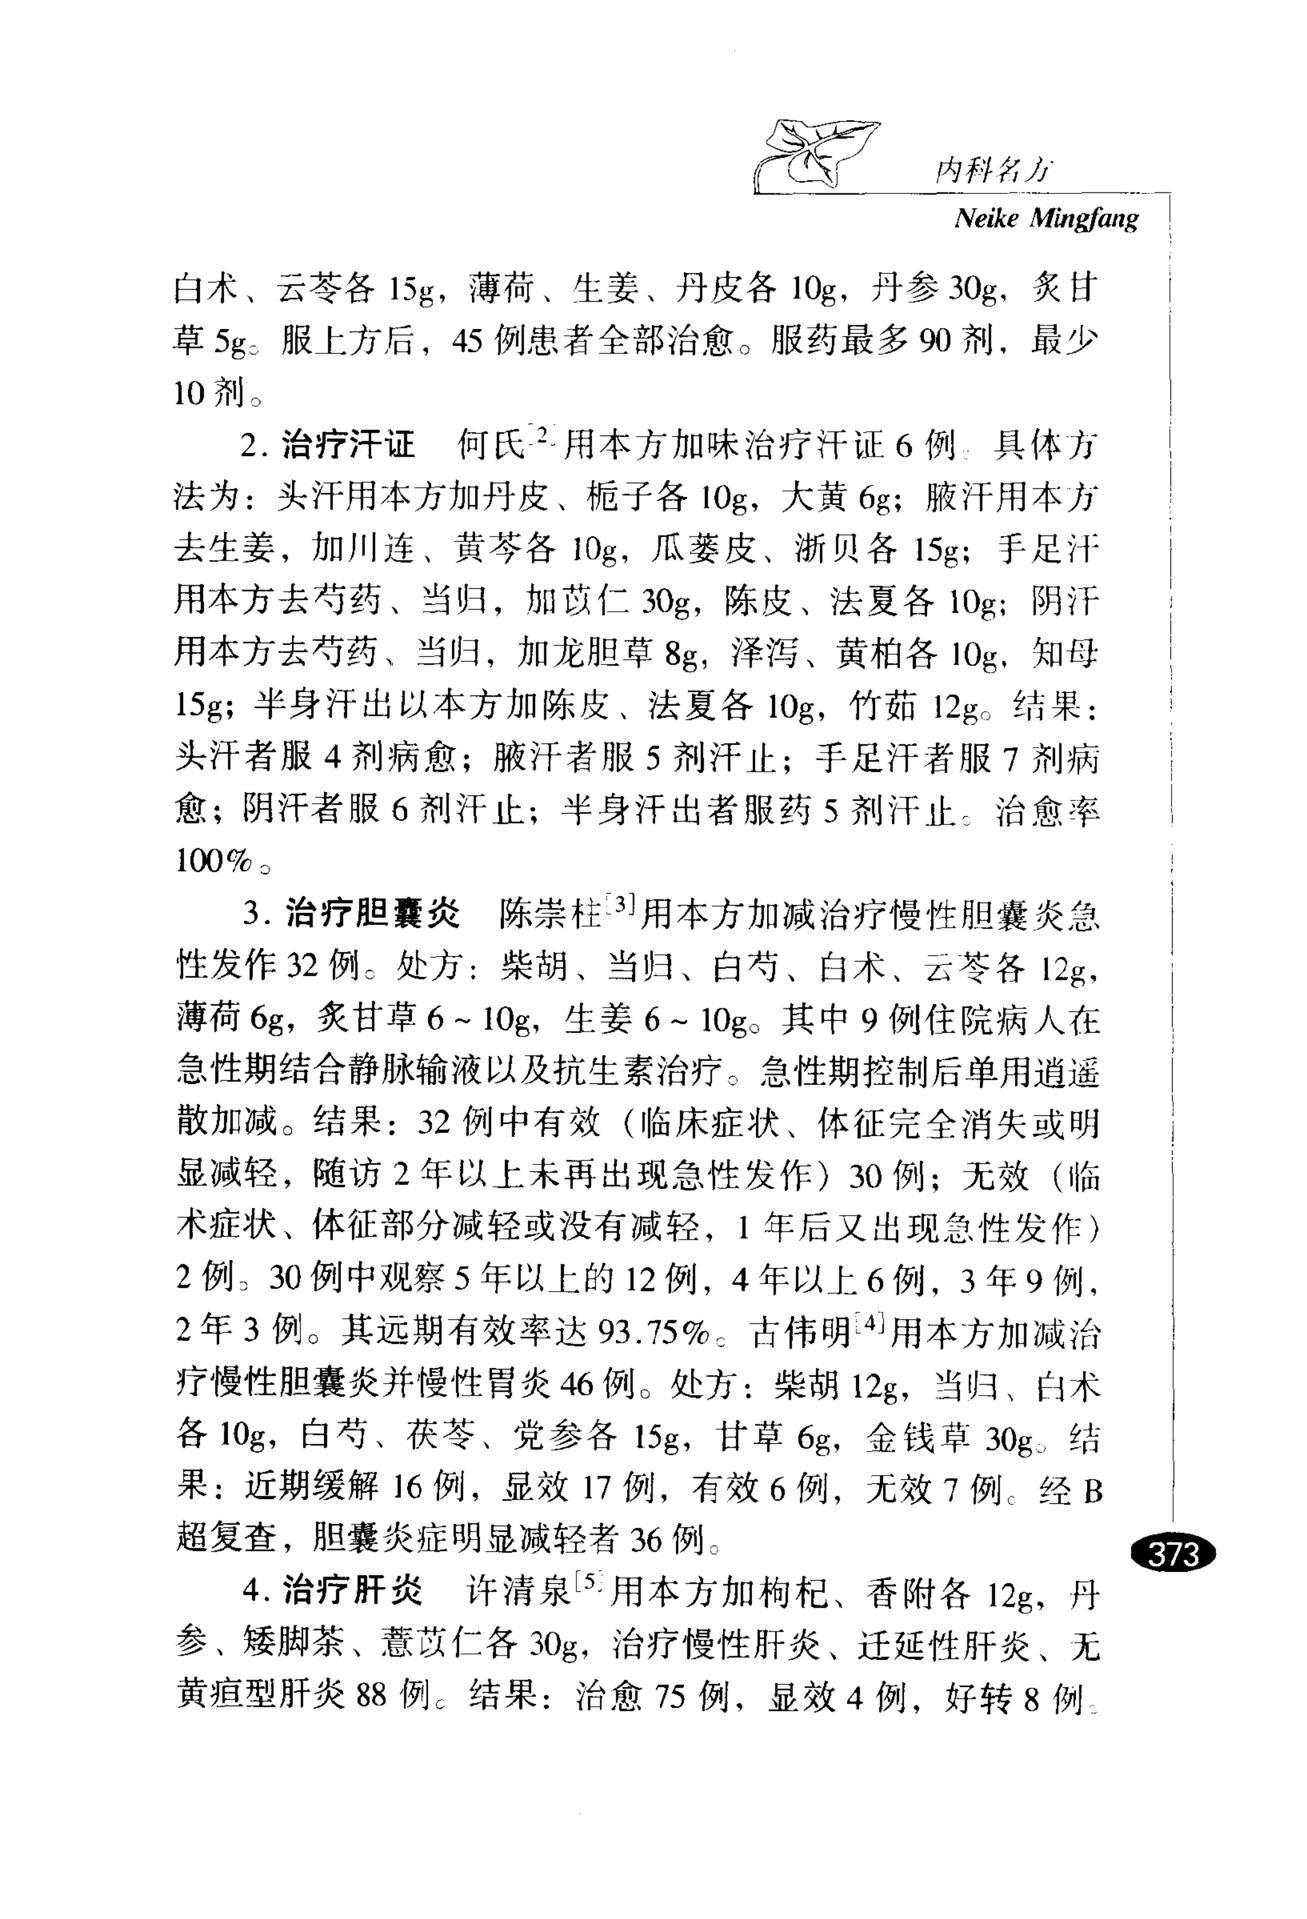 内科名方
Neike Mingfang
白术、云苓各 15g，薄荷、生姜、丹皮各 10g，丹参 30g，炙甘
草 5g。服上方后，45 例患者全部治愈。服药最多 90 剂，最少
10 剂。
2. 治疗汗证 何氏[2]用本方加味治疗汗证 6 例。具体方
法为：头汗用本方加丹皮、栀子各 10g，大黄 6g；腋汗用本方
去生姜，加川连、黄芩各 10g，瓜蒌皮、浙贝各 15g；手足汗
用本方去芍药、当归，加苡仁 30g，陈皮、法夏各 10g；阴汗
用本方去芍药、当归，加龙胆草 8g，泽泻、黄柏各 10g，知母
15g；半身汗出以本方加陈皮、法夏各 10g，竹茹 12g。结果：
头汗者服 4 剂病愈；腋汗者服 5 剂汗止；手足汗者服 7 剂病
愈；阴汗者服 6 剂汗止；半身汗出者服药 5 剂汗止。治愈率
100%。
3. 治疗胆囊炎 陈崇柱[3]用本方加减治疗慢性胆囊炎急
性发作 32 例。处方：柴胡、当归、白芍、白术、云苓各 12g，
薄荷 6g，炙甘草 6～10g，生姜 6～10g。其中 9 例住院病人在
急性期结合静脉输液以及抗生素治疗。急性期控制后单用逍遥
散加减。结果：32 例中有效（临床症状、体征完全消失或明
显减轻，随访 2 年以上未再出现急性发作）30 例；无效（临
术症状、体征部分减轻或没有减轻，1 年后又出现急性发作）
2 例。30 例中观察 5 年以上的 12 例，4 年以上 6 例，3 年 9 例，
2 年 3 例。其远期有效率达 93.75%。古伟明[4]用本方加减治
疗慢性胆囊炎并慢性胃炎 46 例。处方：柴胡 12g，当归、白术
各 10g，白芍、茯苓、党参各 15g，甘草 6g，金钱草 30g。结
果：近期缓解 16 例，显效 17 例，有效 6 例，无效 7 例。经 B
超复查，胆囊炎症明显减轻者 36 例。
373
4. 治疗肝炎 许清泉[5]用本方加枸杞、香附各 12g，丹
参、矮脚茶、薏苡仁各 30g，治疗慢性肝炎、迁延性肝炎、无
黄疸型肝炎 88 例。结果：治愈 75 例，显效 4 例，好转 8 例。